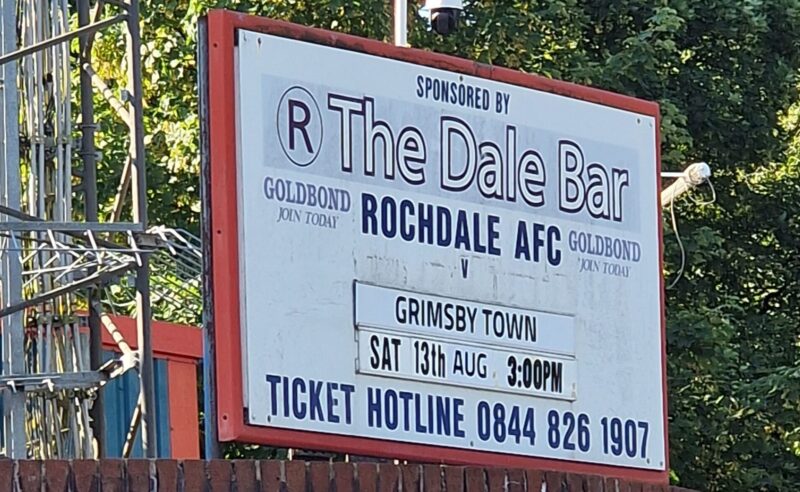 SPONSORED BY
R The Dale Bar
GOLDBOND
JOIN TODAY
ROCHDALE AFC
GOLDBOND
JOIN TODAY
V
GRIMSBY TOWN
SAT 13th AUG 3:00PM
TICKET HOTLINE 0844 826 1907